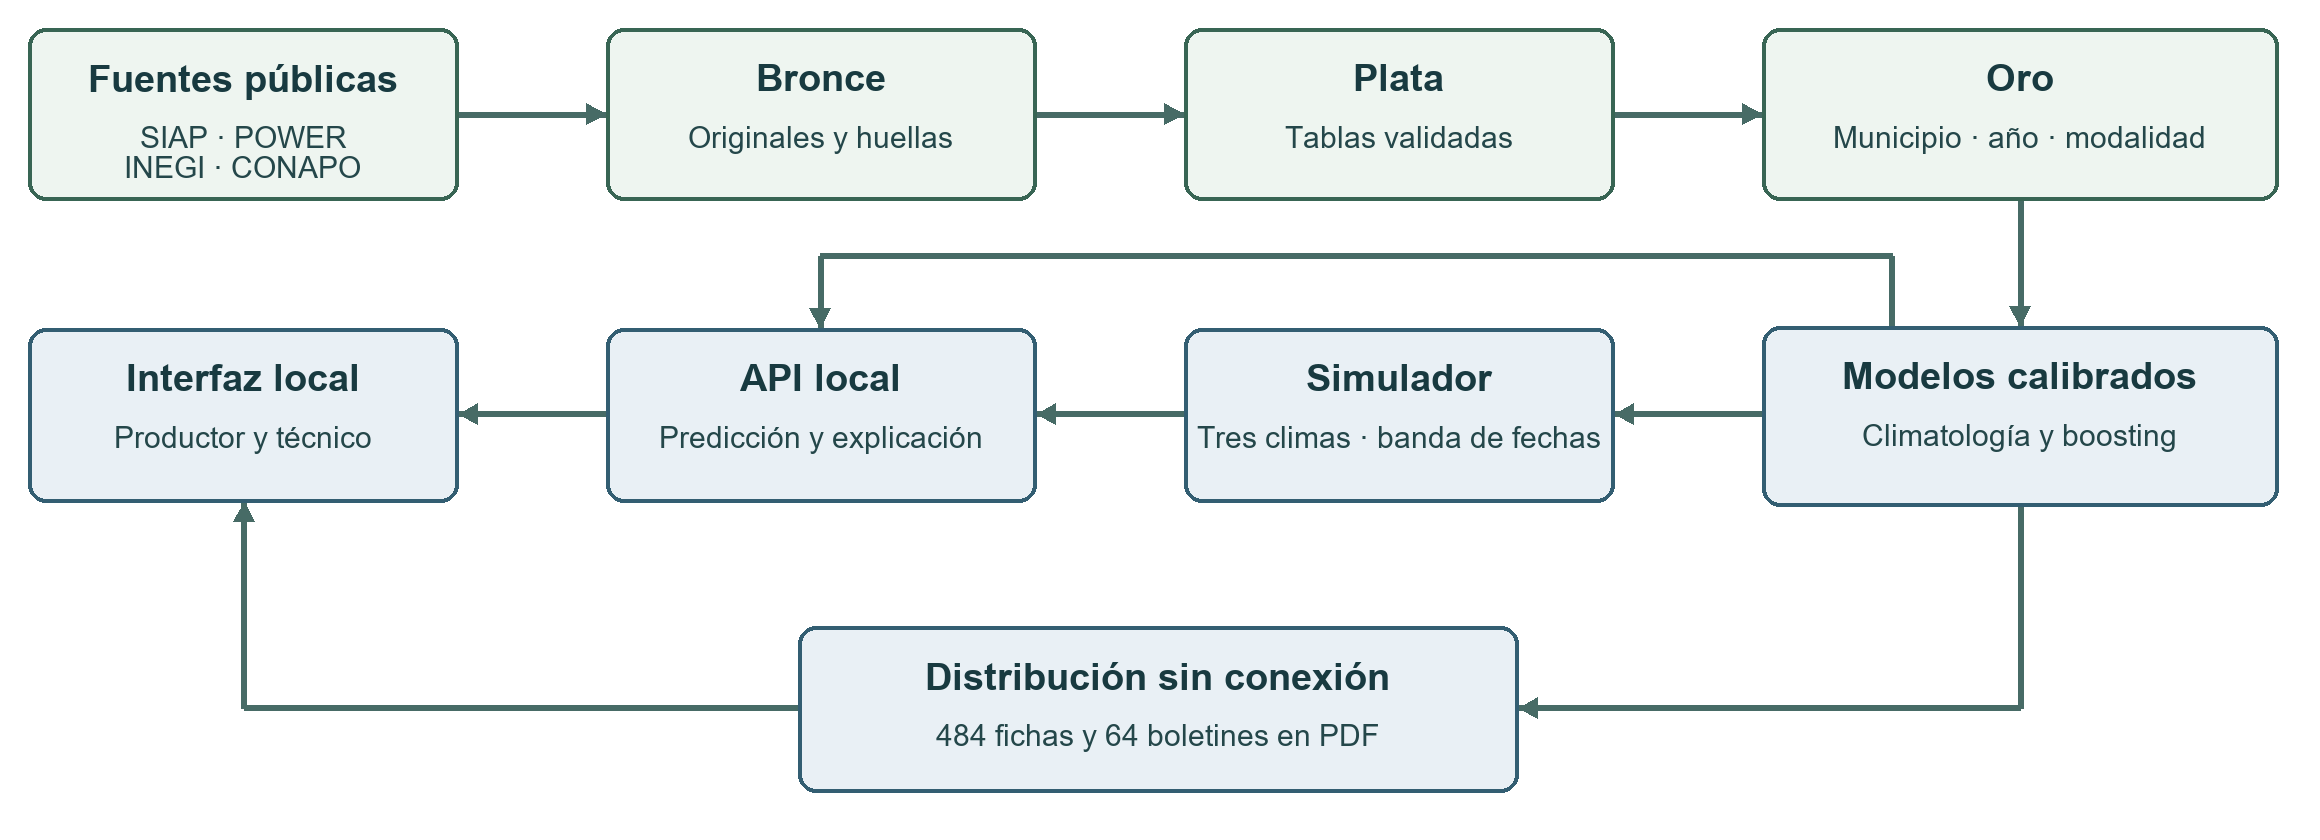 Fuentes públicas
SIAP · POWER
INEGI · CONAPO
Bronce
Originales y huellas
Plata
Tablas validadas
Oro
Municipio · año · modalidad
Interfaz local
Productor y técnico
API local
Predicción y explicación
Simulador
Tres climas · banda de fechas
Modelos calibrados
Climatología y boosting
Distribución sin conexión
484 fichas y 64 boletines en PDF